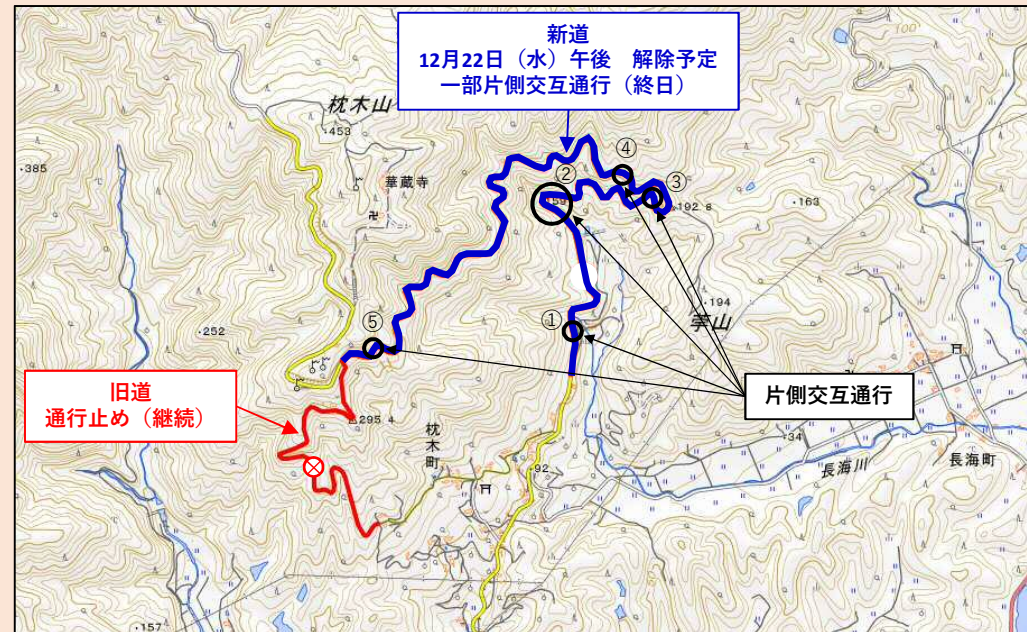 新道
12月22日（水）午後　解除予定
一部片側交互通行（終日）
枕木山
・453
・385
華蔵寺
④
②
③
・192.8
・163
100
・252
⑤
①
・194
芋山
旧道
通行止め（継続）
片側交互通行
295.4
枕木町
・92
・34
長海川
長海町
50
・157